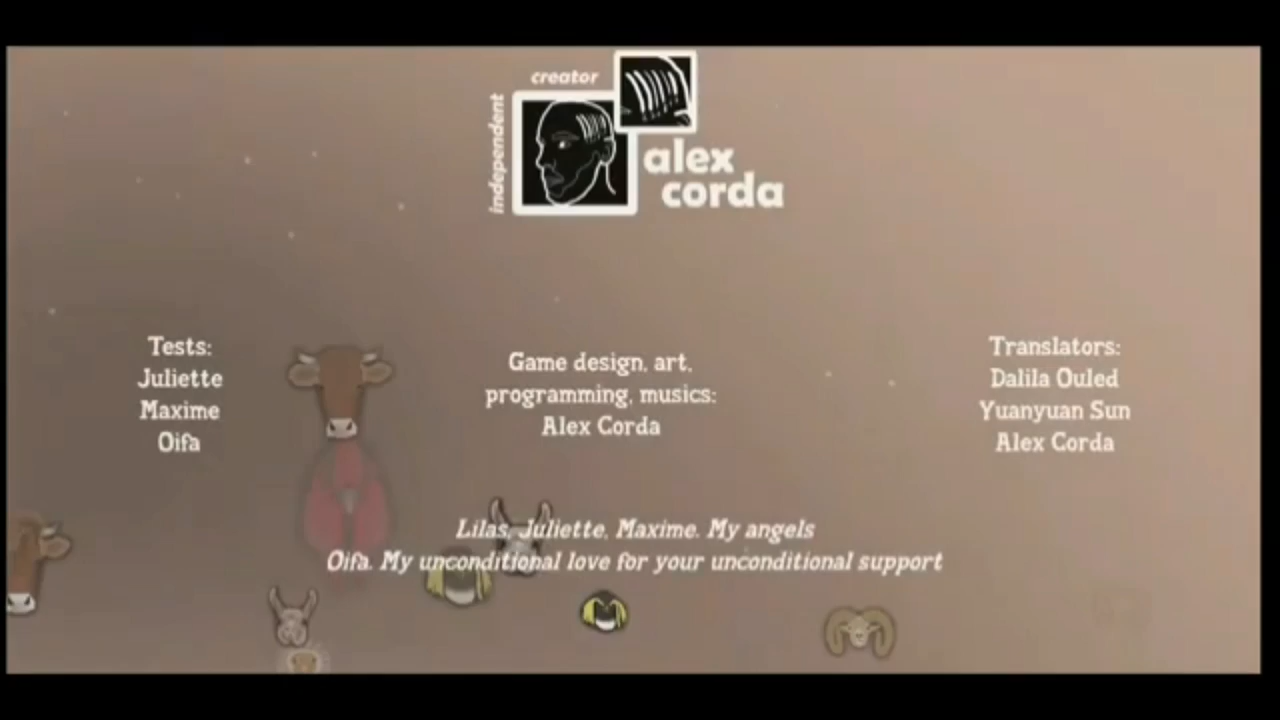 creator
independent
alex
corda
Tests:
Juliette
Maxime
Oifa
Game design, art,
programming, musics:
Alex Corda
Translators:
Dalila Ouled
Yuanyuan Sun
Alex Corda
Lilas, Juliette, Maxime. My angels
Oifa. My unconditional love for your unconditional support